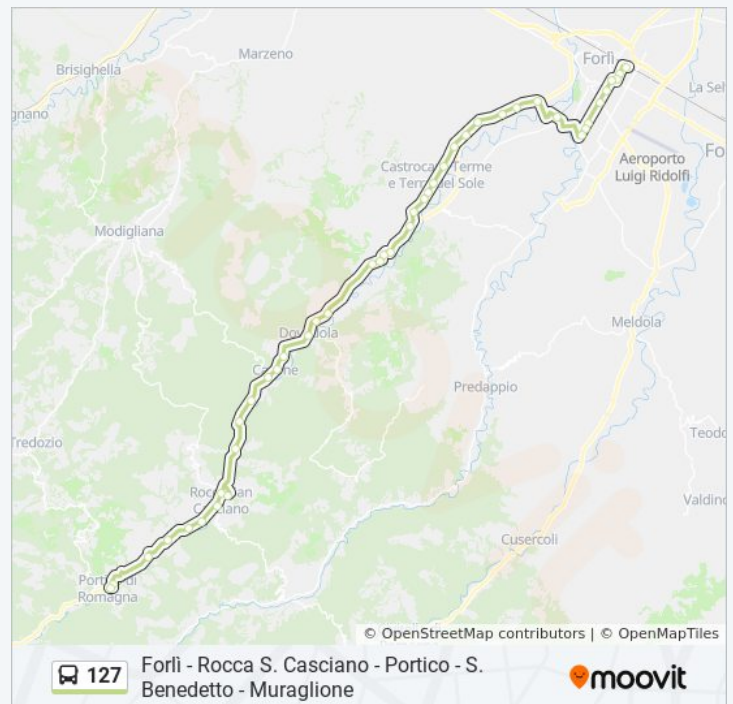 Forlì
Marzeno
Brisighella
La Sel
gnano
Aeroporto
Luigi Ridolfi
Fo
Castrocaro Terme
e Terra del Sole
Modigliana
Meldola
Dovadola
Casone
Predappio
Teodo
Tredozio
Valdino
Rocca San
Casciano
Cusercoli
Portico di
Romagna
© OpenStreetMap contributors | © OpenMapTiles
127
Forlì - Rocca S. Casciano - Portico - S.
Benedetto - Muraglione
moovit